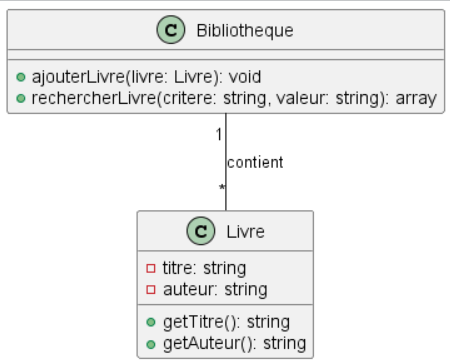 C Bibliotheque
ajouterLivre(livre: Livre): void
rechercherLivre(critere: string, valeur: string): array
1
contient
*
C Livre
titre: string
auteur: string
getTitre(): string
getAuteur(): string